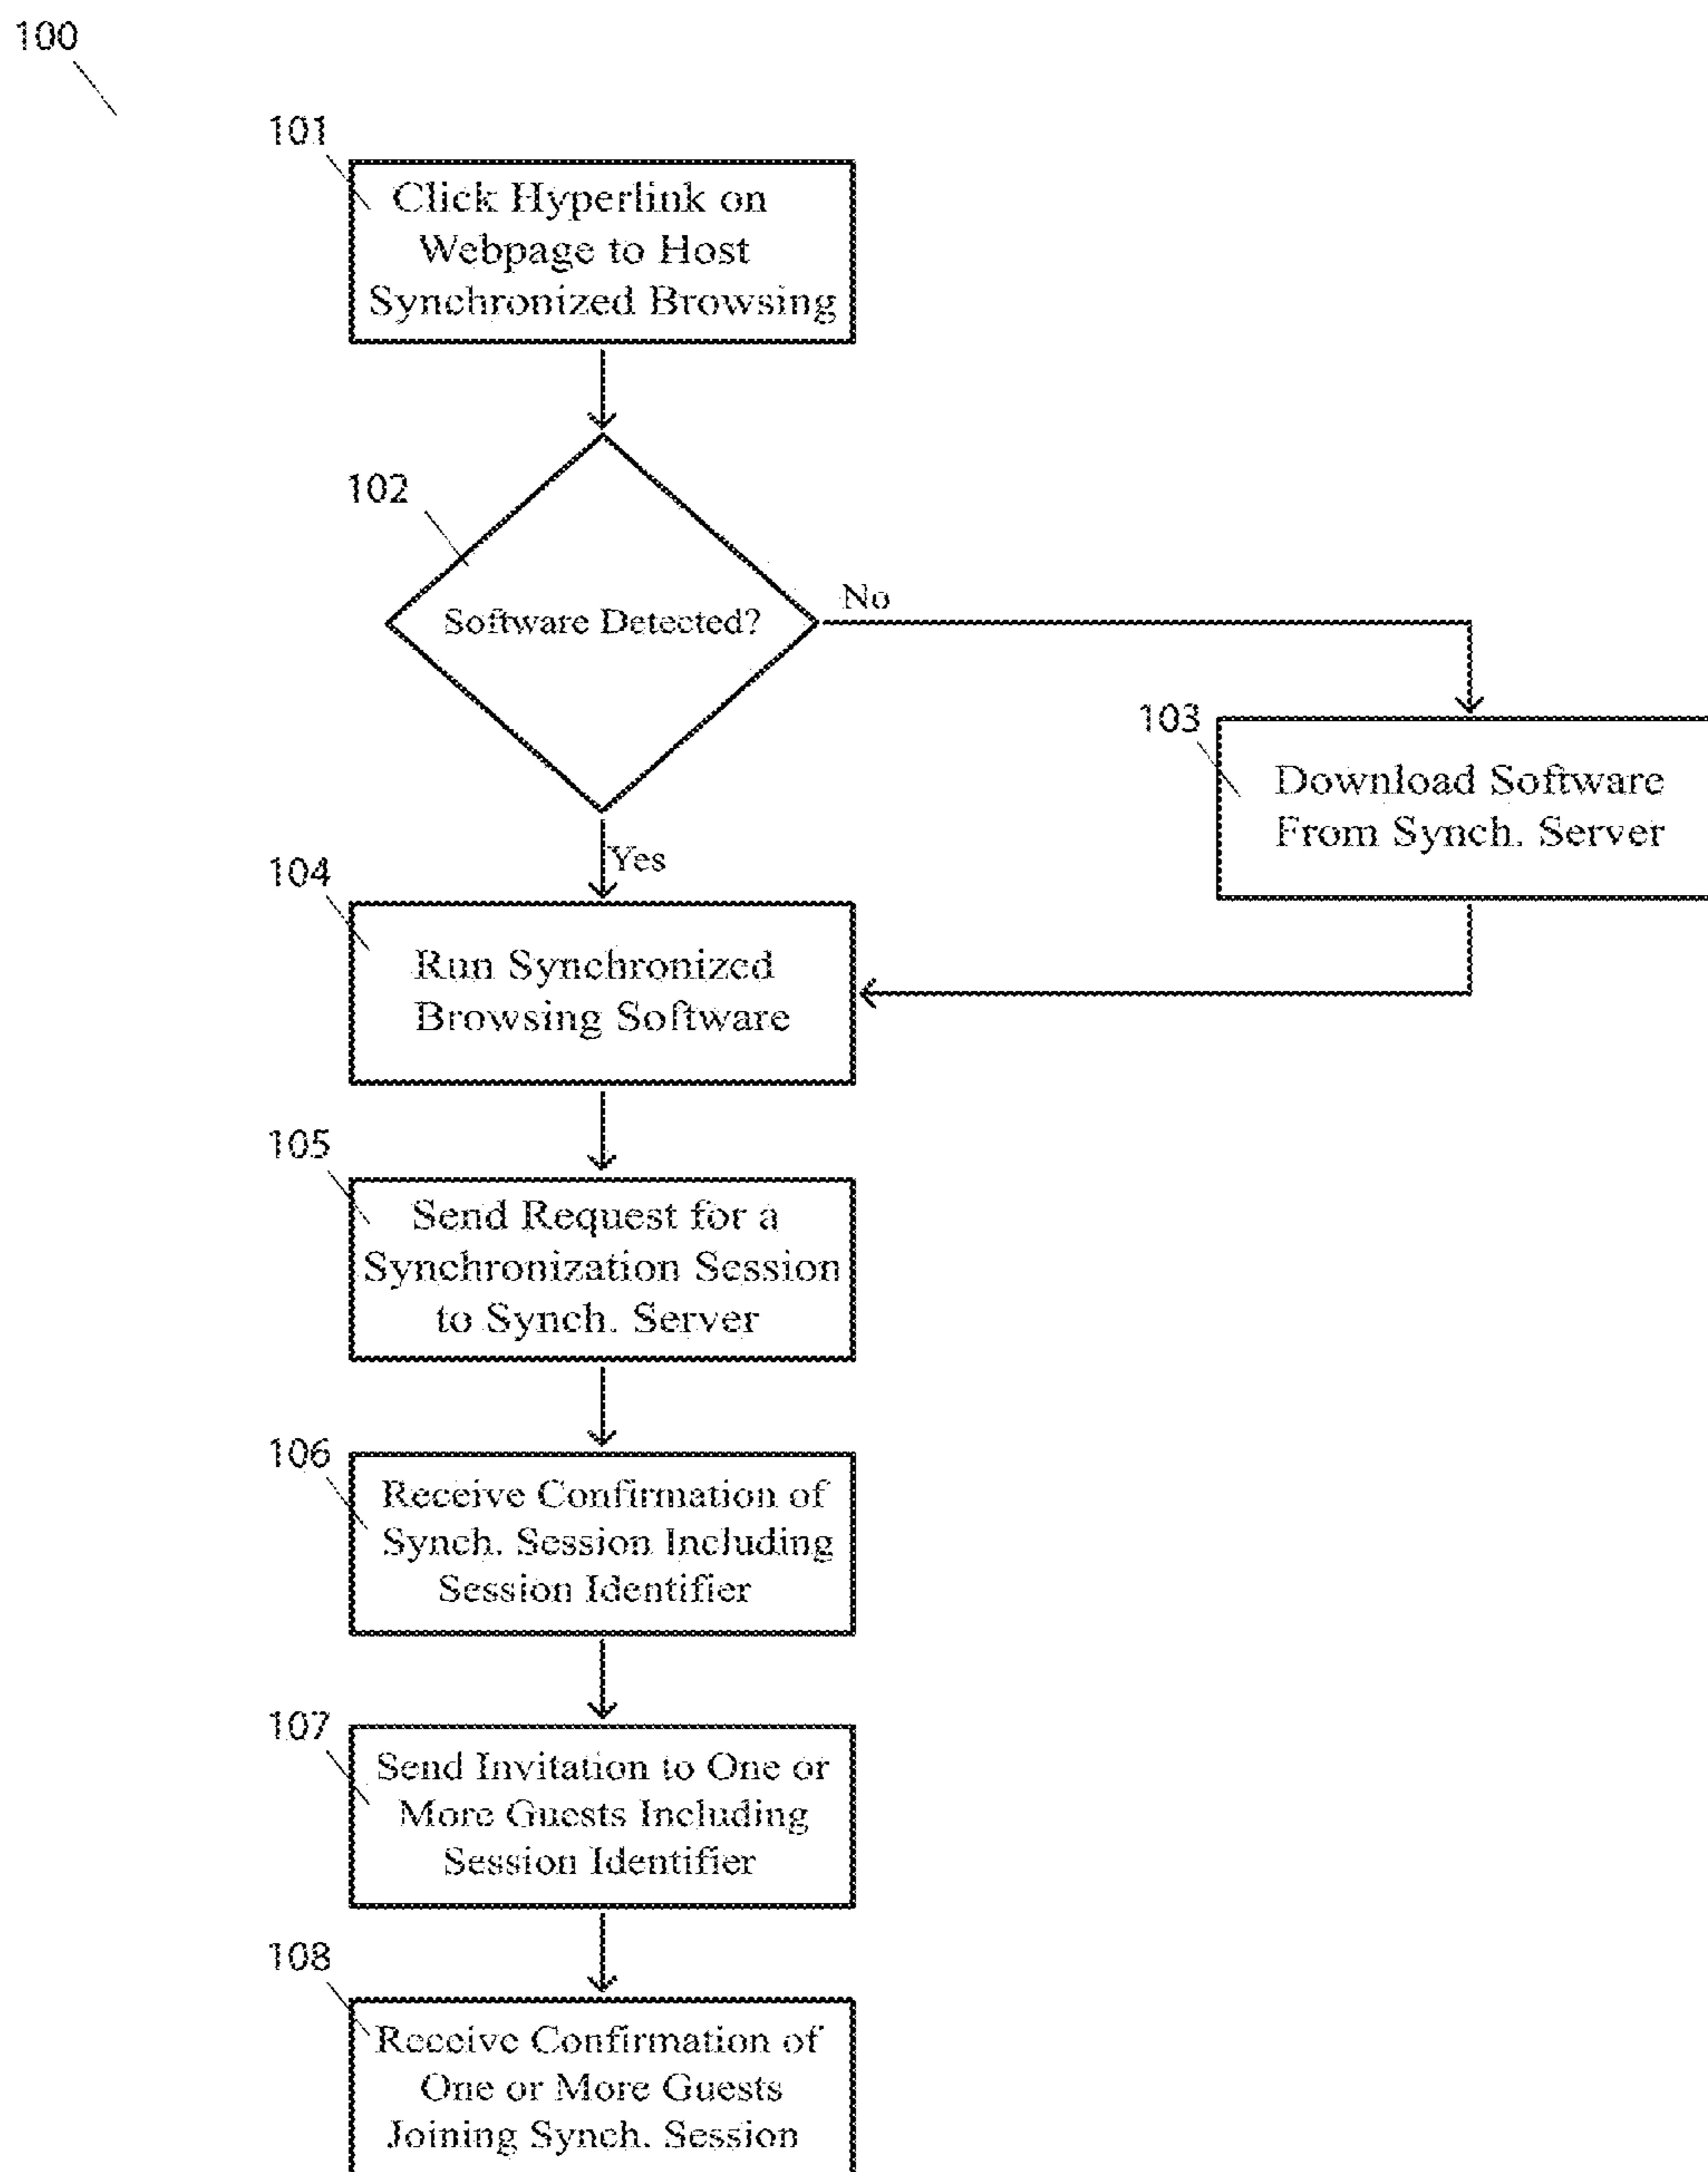 100
101
Click Hyperlink on
Webpage to Host
Synchronized Browsing
102
Software Detected?
No
103
Download Software
From Synch. Server
Yes
104
Run Synchronized
Browsing Software
105
Send Request for a
Synchronization Session
to Synch. Server
106
Receive Confirmation of
Synch. Session Including
Session Identifier
107
Send Invitation to One or
More Guests Including
Session Identifier
108
Receive Confirmation of
One or More Guests
Joining Synch. Session